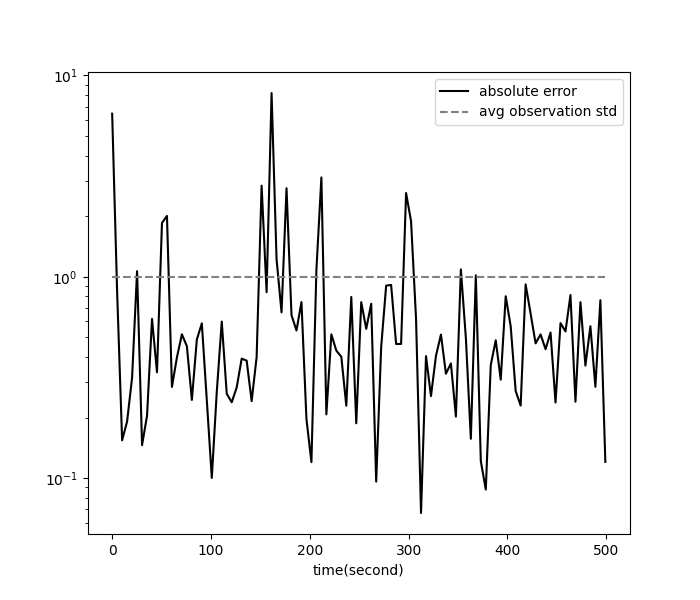 10¹
absolute error
avg observation std
10⁰
10⁻¹
0 100 200 300 400 500
time(second)